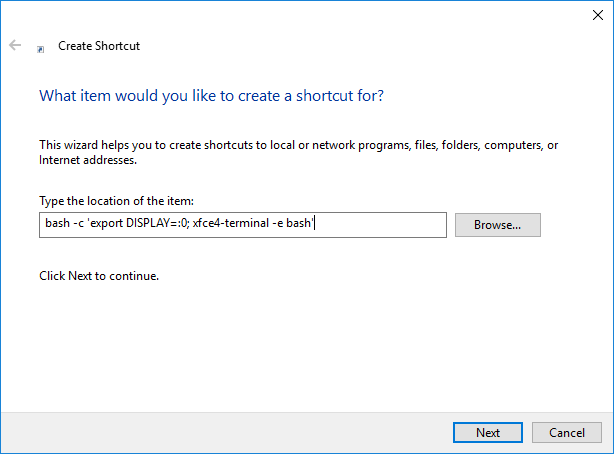 Create Shortcut
What item would you like to create a shortcut for?
This wizard helps you to create shortcuts to local or network programs, files, folders, computers, or
Internet addresses.
Type the location of the item:
bash -c 'export DISPLAY=:0; xfce4-terminal -e bash'
Browse...
Click Next to continue.
Next
Cancel